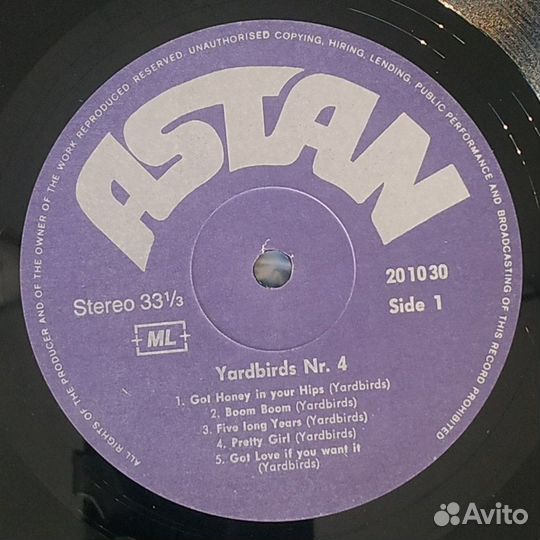 ALL RIGHTS OF THE PRODUCER AND OF THE OWNER OF THE WORK REPRODUCED RESERVED. UNAUTHORISED COPYING, HIRING, LENDING, PUBLIC PERFORMANCE AND BROADCASTING OF THIS RECORD PROHIBITED
ASTAN
Stereo 33⅓
201030
Side 1
ML
Yardbirds Nr. 4
1. Got Honey in your Hips (Yardbirds)
2. Boom Boom (Yardbirds)
3. Five long Years (Yardbirds)
4. Pretty Girl (Yardbirds)
5. Got Love if you want it
(Yardbirds)
Avito